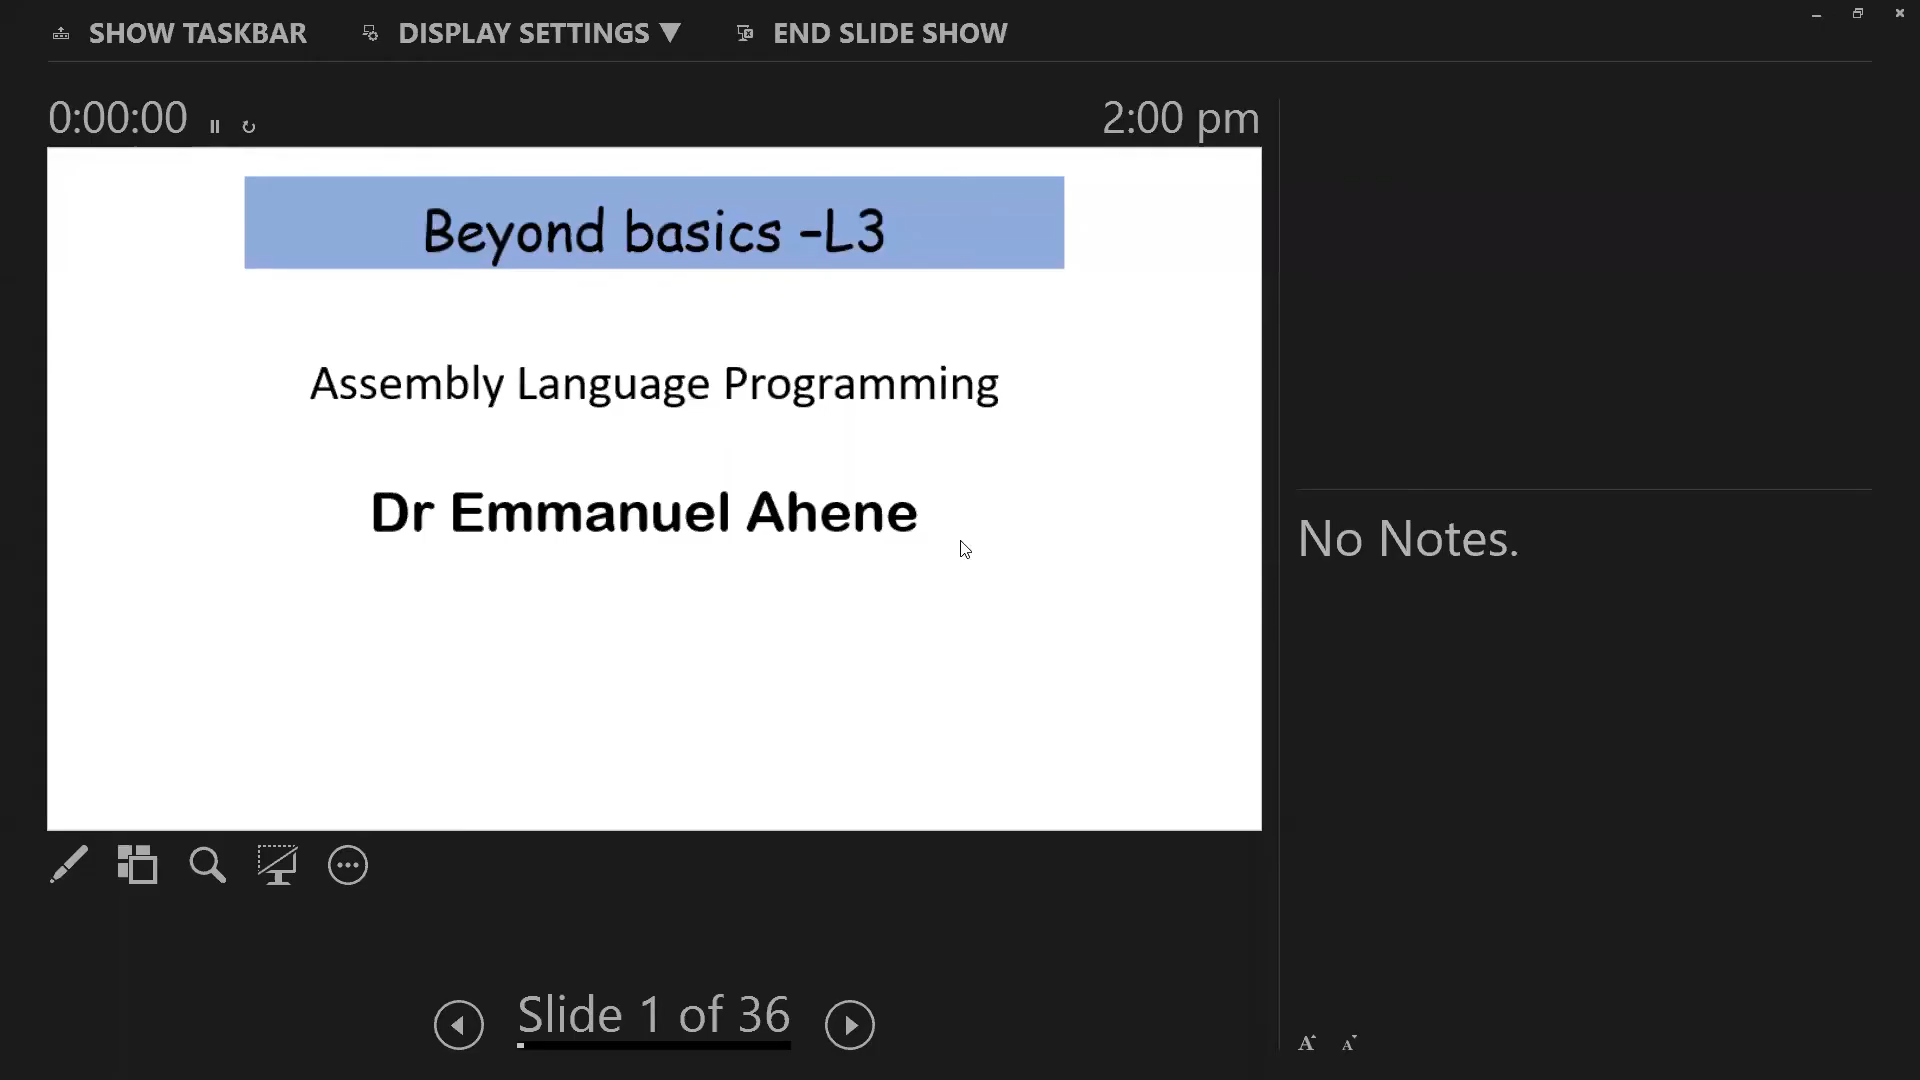 SHOW TASKBAR DISPLAY SETTINGS ▼ END SLIDE SHOW
0:00:00 2:00 pm
Beyond basics –L3
Assembly Language Programming
Dr Emmanuel Ahene
No Notes.
Slide 1 of 36
A A